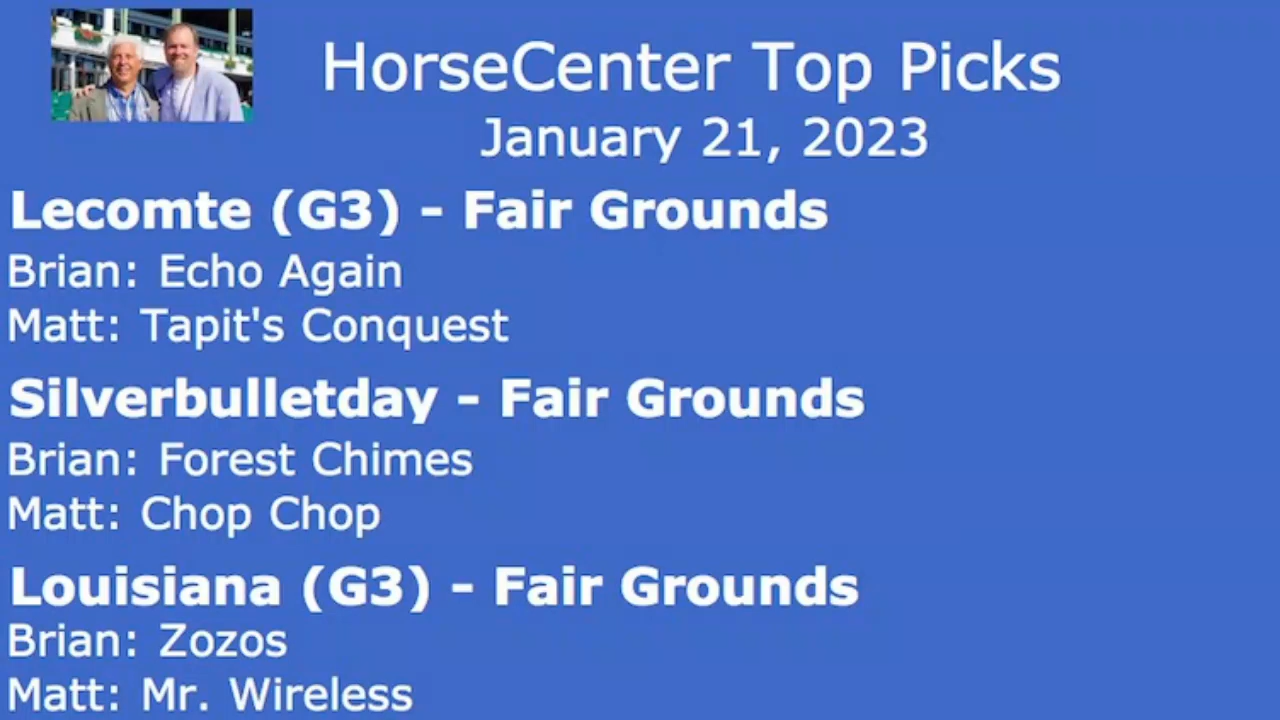 HorseCenter Top Picks
January 21, 2023
Lecomte (G3) - Fair Grounds
Brian: Echo Again
Matt: Tapit's Conquest
Silverbulletday - Fair Grounds
Brian: Forest Chimes
Matt: Chop Chop
Louisiana (G3) - Fair Grounds
Brian: Zozos
Matt: Mr. Wireless